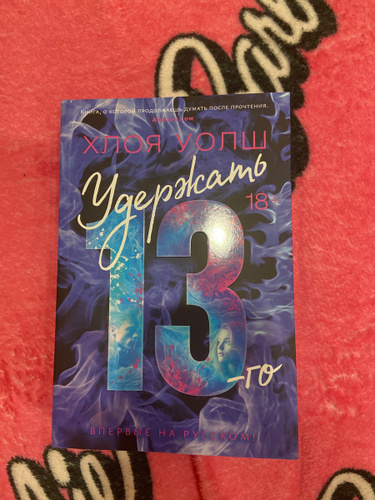 Книга, о которой продолжаешь думать после прочтения.
ХЛОЯ УОЛШ
Удержать
18
13
-го
ВПЕРВЫЕ НА РУССКОМ!